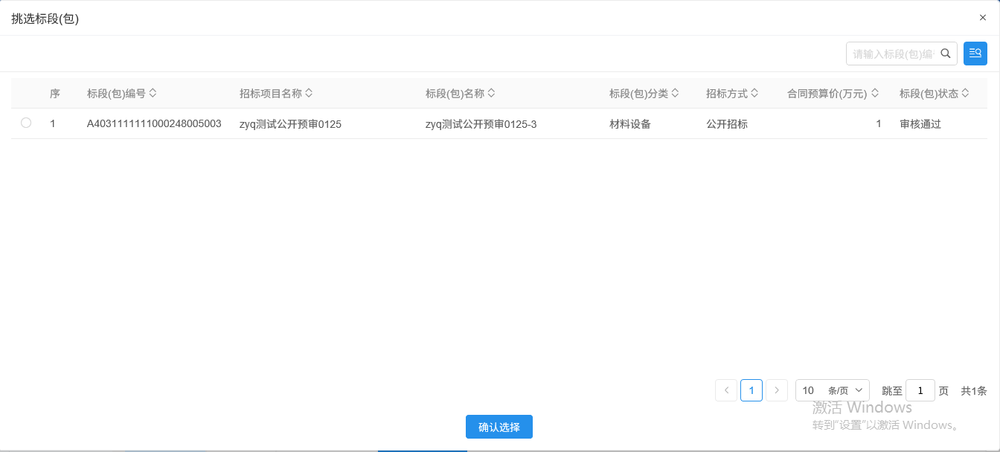 挑选标段(包)
请输入标段(包)编
序 标段(包)编号 招标项目名称 标段(包)名称 标段(包)分类 招标方式 合同预算价(万元) 标段(包)状态
1 A4031111111000248005003 zyq测试公开预审0125 zyq测试公开预审0125-3 材料设备 公开招标 1 审核通过
1 10 条/页 跳至 1 页 共1条
激活 Windows
转到“设置”以激活 Windows。
确认选择